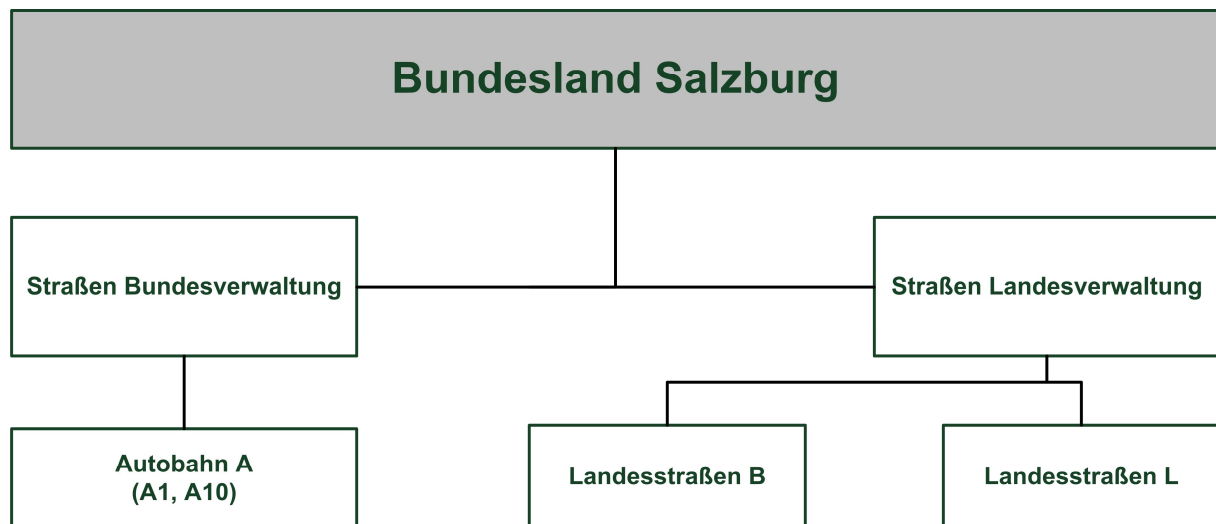 Bundesland Salzburg
Straßen Bundesverwaltung
Straßen Landesverwaltung
Autobahn A
(A1, A10)
Landesstraßen B
Landesstraßen L